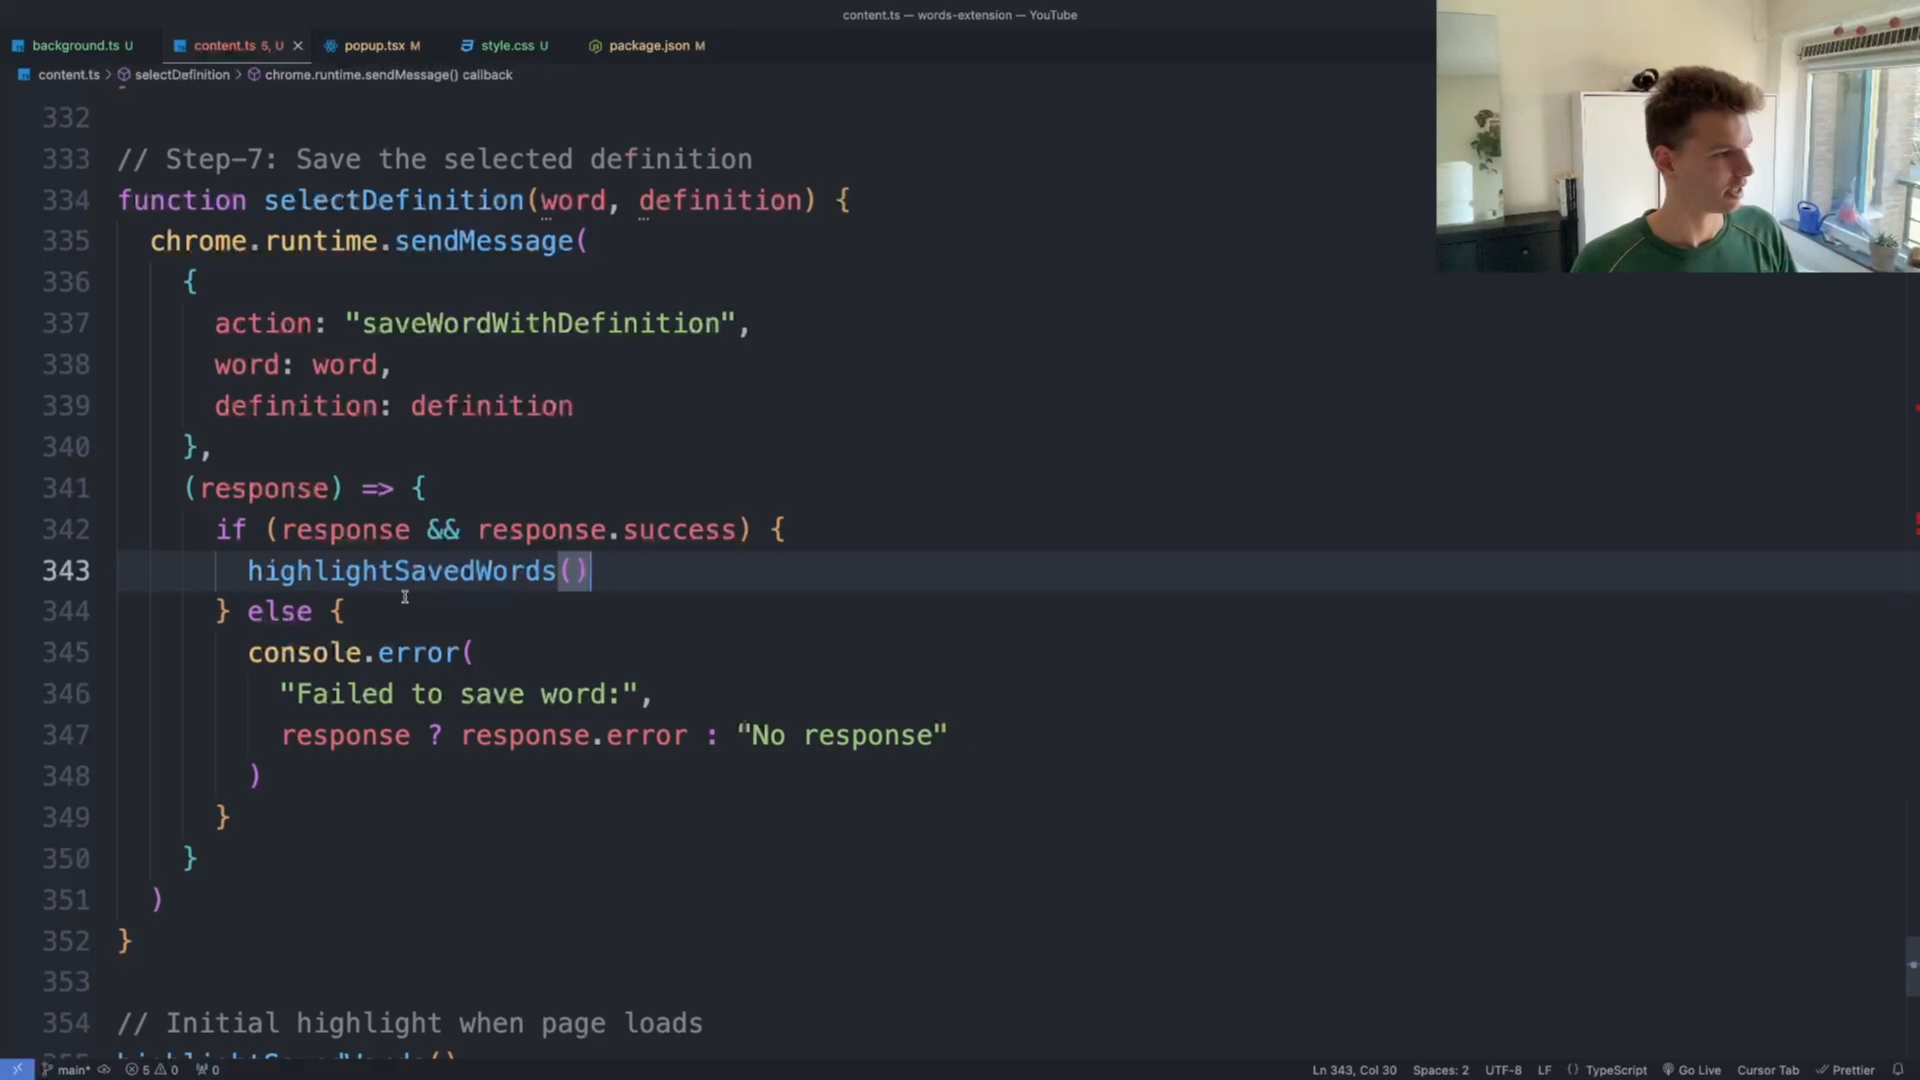 content.ts — words-extension — YouTube
background.ts U
content.ts 5, U
popup.tsx M
style.css U
package.json M
content.ts > selectDefinition > chrome.runtime.sendMessage() callback
332
333 // Step-7: Save the selected definition
334 function selectDefinition(word, definition) {
335 chrome.runtime.sendMessage(
336 {
337 action: "saveWordWithDefinition",
338 word: word,
339 definition: definition
340 },
341 (response) => {
342 if (response && response.success) {
343 highlightSavedWords()
344 } else {
345 console.error(
346 "Failed to save word:",
347 response ? response.error : "No response"
348 )
349 }
350 }
351 )
352 }
353
354 // Initial highlight when page loads
355 highlightSavedWords()
main* 5 0 0 Ln 343, Col 30 Spaces: 2 UTF-8 LF {} TypeScript Go Live Cursor Tab Prettier